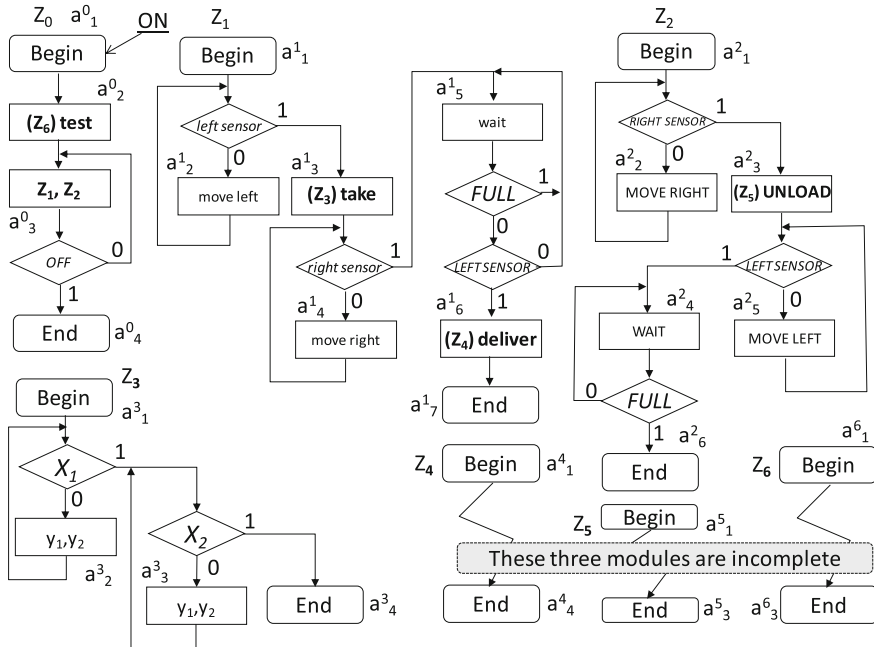 Z₀ a⁰₁ ON
Begin
a⁰₂
(Z₆) test
Z₁, Z₂
a⁰₃
OFF
0
1
End a⁰₄
Z₁
Begin a¹₁
left sensor
1
0
a¹₂
move left
a¹₃
(Z₃) take
right sensor
1
0
a¹₄
move right
a¹₅
wait
FULL
1
0
LEFT SENSOR
0
1
a¹₆
(Z₄) deliver
a¹₇ End
Z₂
Begin a²₁
RIGHT SENSOR
1
0
a²₂
MOVE RIGHT
a²₃
(Z₅) UNLOAD
LEFT SENSOR
1
0
a²₅
MOVE LEFT
a²₄
WAIT
FULL
0
1
a²₆
End
Z₃
Begin
a³₁
X₁
1
0
y₁,y₂
a³₂
X₂
1
0
a³₃
y₁,y₂
End a³₄
Z₄ Begin a⁴₁
Z₅ Begin a⁵₁
a⁶₁
Z₆ Begin
These three modules are incomplete
End a⁴₄
End a⁵₃
a⁶₃ End